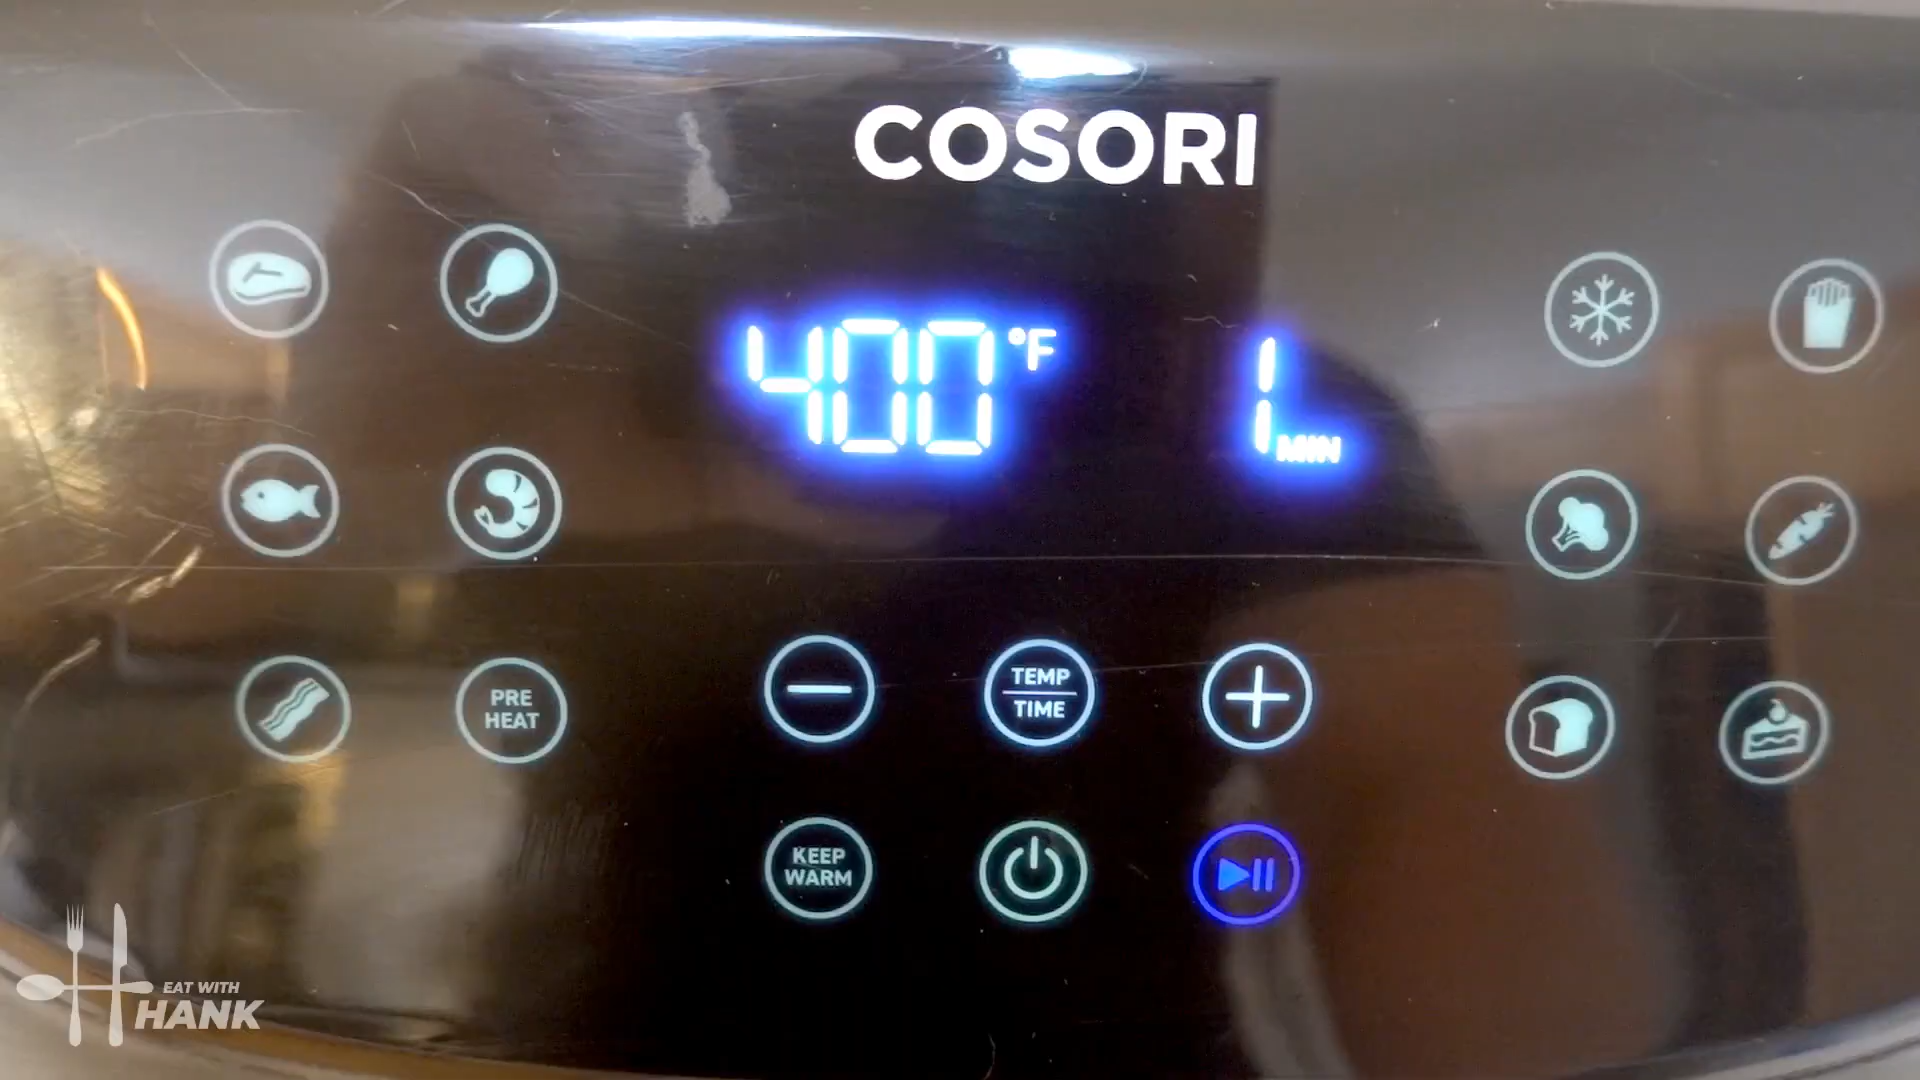 COSORI
400 °F
1 MIN
PRE
HEAT
TEMP
TIME
KEEP
WARM
EAT WITH
HANK